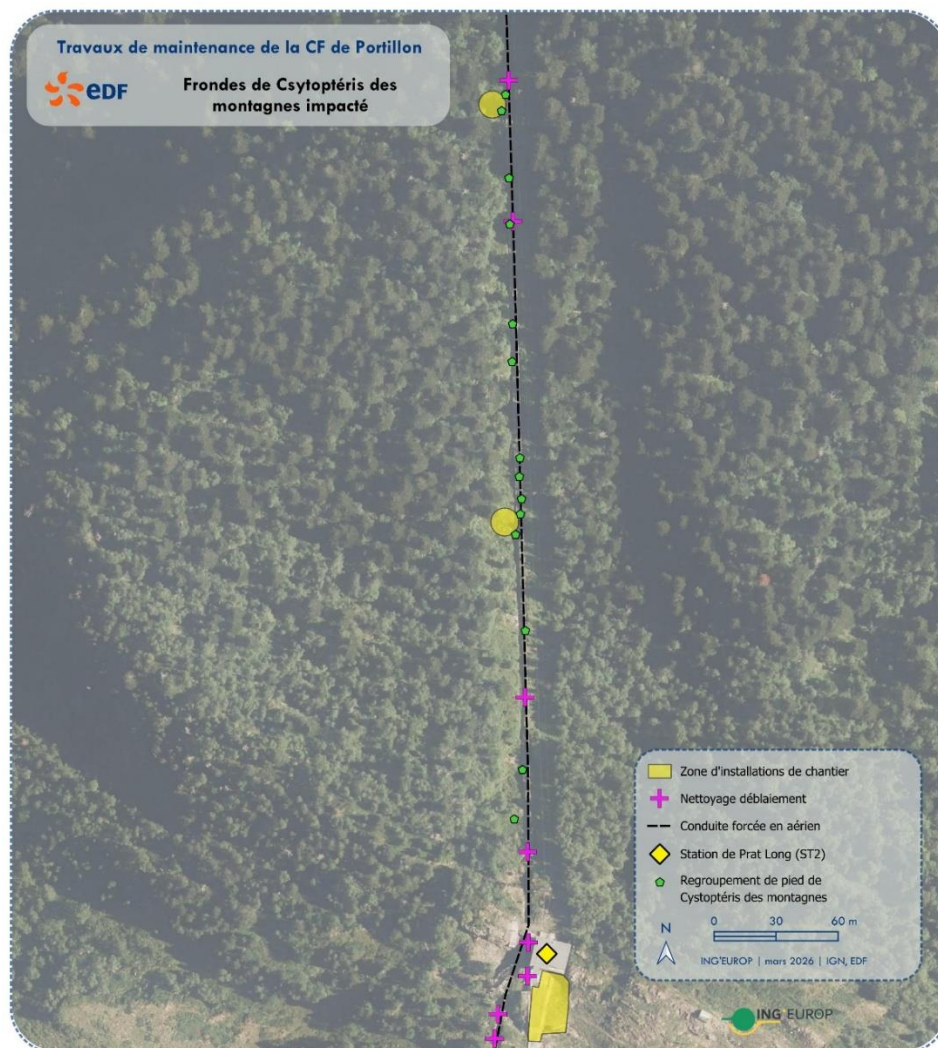 Travaux de maintenance de la CF de Portillon
eDF
Frondes de Csytoptéris des
montagnes impacté
Zone d'installations de chantier
Nettoyage déblaiement
Conduite forcée en aérien
Station de Prat Long (ST2)
Regroupement de pied de
Cystoptéris des montagnes
N
0 30 60 m
ING'EUROP | mars 2026 | IGN, EDF
ING EUROP